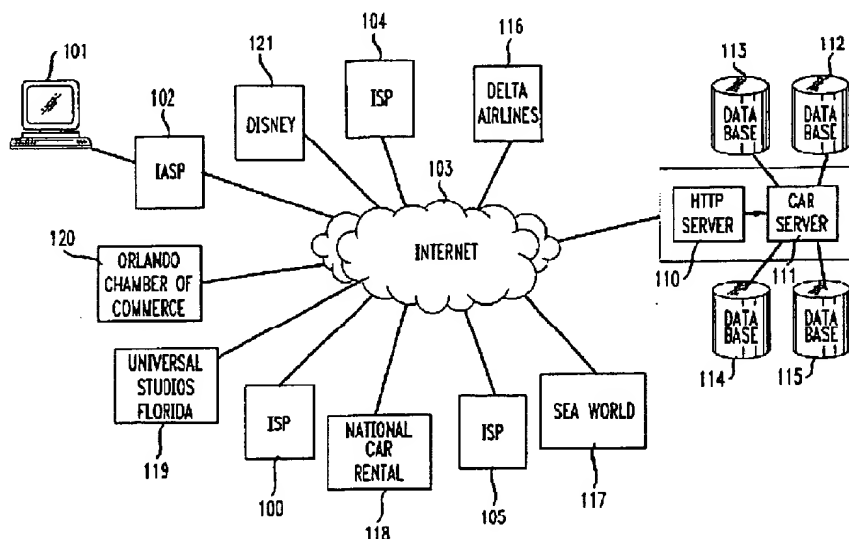 101
102
IASP
121
DISNEY
104
ISP
116
DELTA
AIRLINES
113
DATA
BASE
112
DATA
BASE
103
INTERNET
HTTP
SERVER
110
CAR
SERVER
111
120
ORLANDO
CHAMBER OF
COMMERCE
UNIVERSAL
STUDIOS
FLORIDA
119
ISP
100
NATIONAL
CAR
RENTAL
118
ISP
105
SEA WORLD
117
DATA
BASE
114
DATA
BASE
115